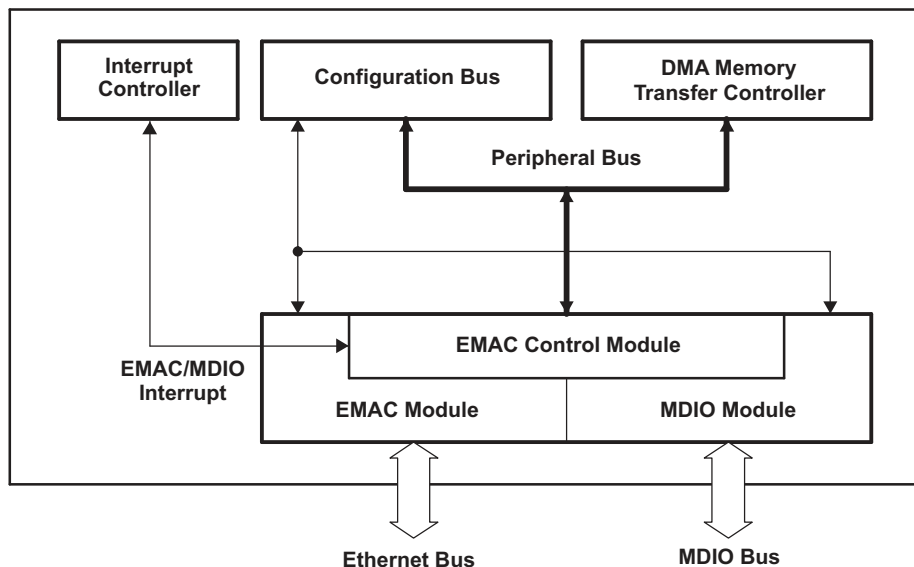 Interrupt
Controller
Configuration Bus
DMA Memory
Transfer Controller
Peripheral Bus
EMAC Control Module
EMAC/MDIO
Interrupt
EMAC Module
MDIO Module
Ethernet Bus
MDIO Bus